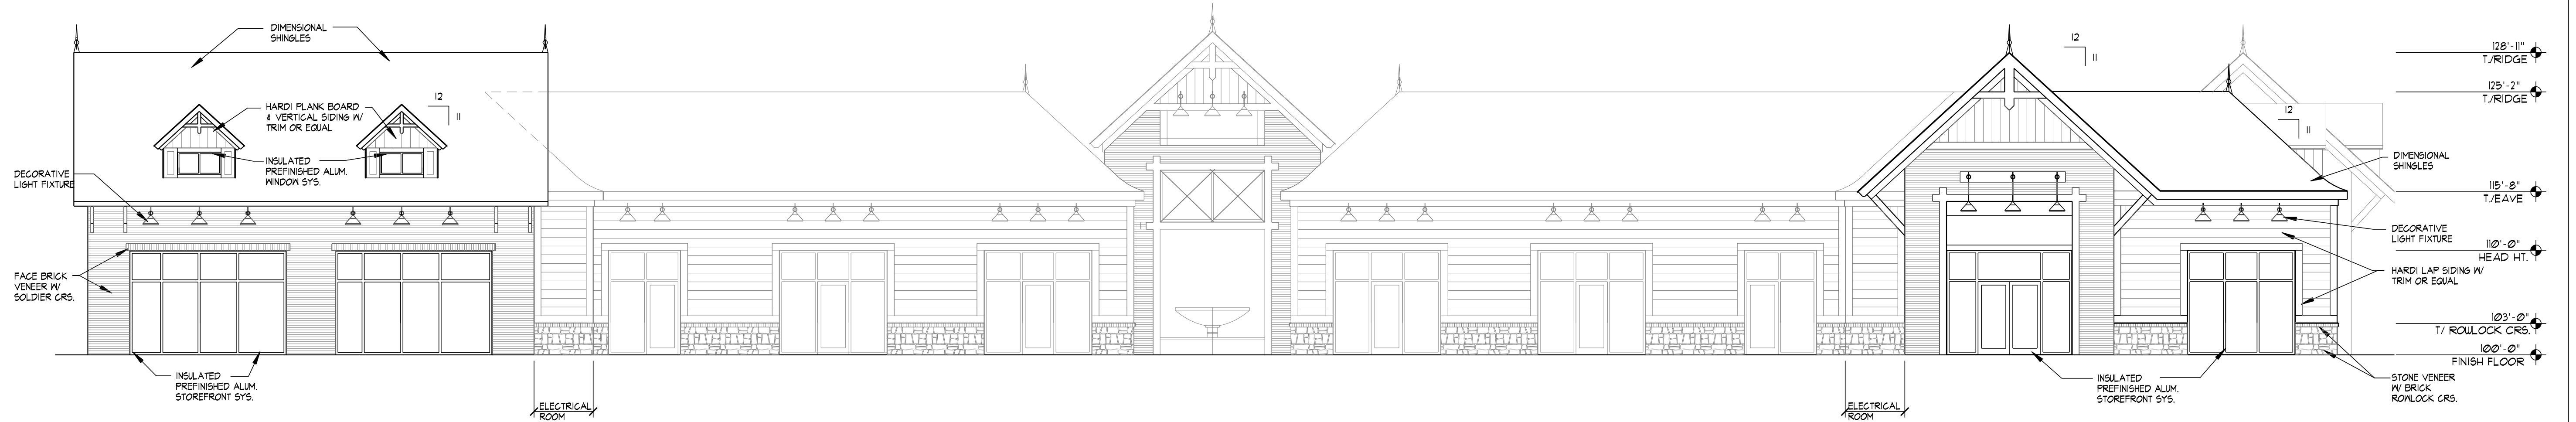 DIMENSIONAL
SHINGLES
HARDI PLANK BOARD
& VERTICAL SIDING W/
TRIM OR EQUAL
12
11
INSULATED
PREFINISHED ALUM.
WINDOW SYS.
DECORATIVE
LIGHT FIXTURE
FACE BRICK
VENEER W/
SOLDIER CRS.
INSULATED
PREFINISHED ALUM.
STOREFRONT SYS.
ELECTRICAL
ROOM
ELECTRICAL
ROOM
12
11
12
11
DIMENSIONAL
SHINGLES
DECORATIVE
LIGHT FIXTURE
HARDI LAP SIDING W/
TRIM OR EQUAL
INSULATED
PREFINISHED ALUM.
STOREFRONT SYS.
STONE VENEER
W/ BRICK
ROWLOCK CRS.
128'-11"
T/RIDGE
125'-2"
T/RIDGE
115'-8"
T/EAVE
110'-0"
HEAD HT.
103'-0"
T/ ROWLOCK CRS.
100'-0"
FINISH FLOOR